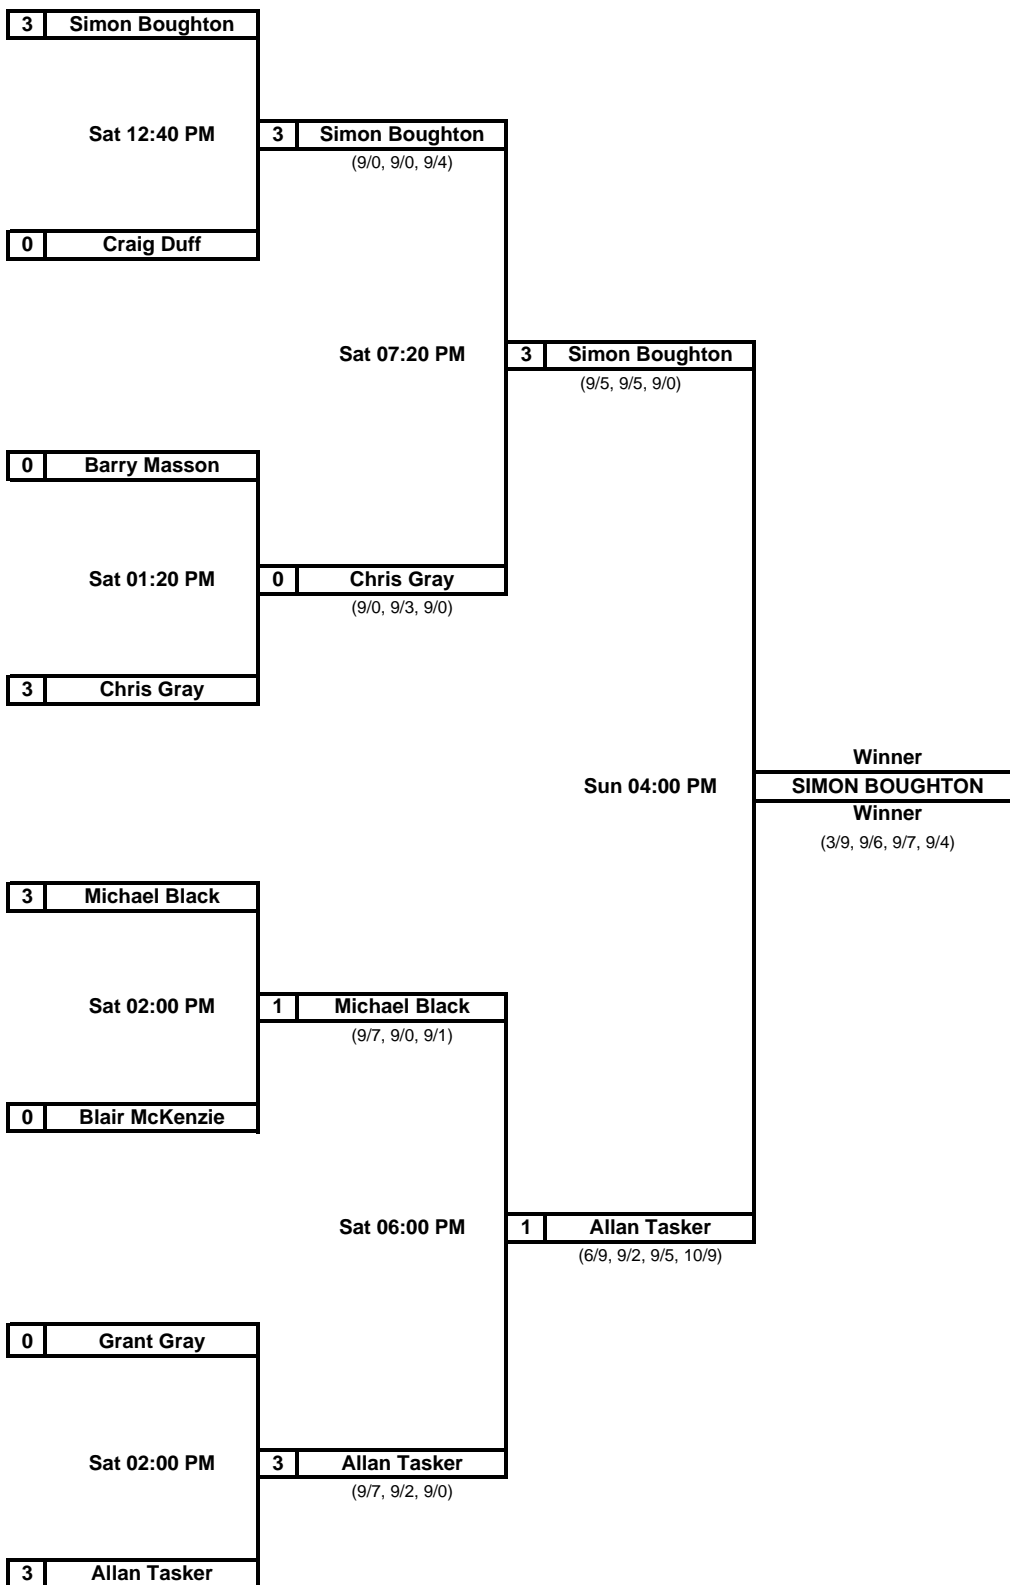 3 Simon Boughton
Sat 12:40 PM
3 Simon Boughton
(9/0, 9/0, 9/4)
0 Craig Duff
Sat 07:20 PM
3 Simon Boughton
(9/5, 9/5, 9/0)
0 Barry Masson
Sat 01:20 PM
0 Chris Gray
(9/0, 9/3, 9/0)
3 Chris Gray
Winner
Sun 04:00 PM
SIMON BOUGHTON
Winner
(3/9, 9/6, 9/7, 9/4)
3 Michael Black
Sat 02:00 PM
1 Michael Black
(9/7, 9/0, 9/1)
0 Blair McKenzie
Sat 06:00 PM
1 Allan Tasker
(6/9, 9/2, 9/5, 10/9)
0 Grant Gray
Sat 02:00 PM
3 Allan Tasker
(9/7, 9/2, 9/0)
3 Allan Tasker